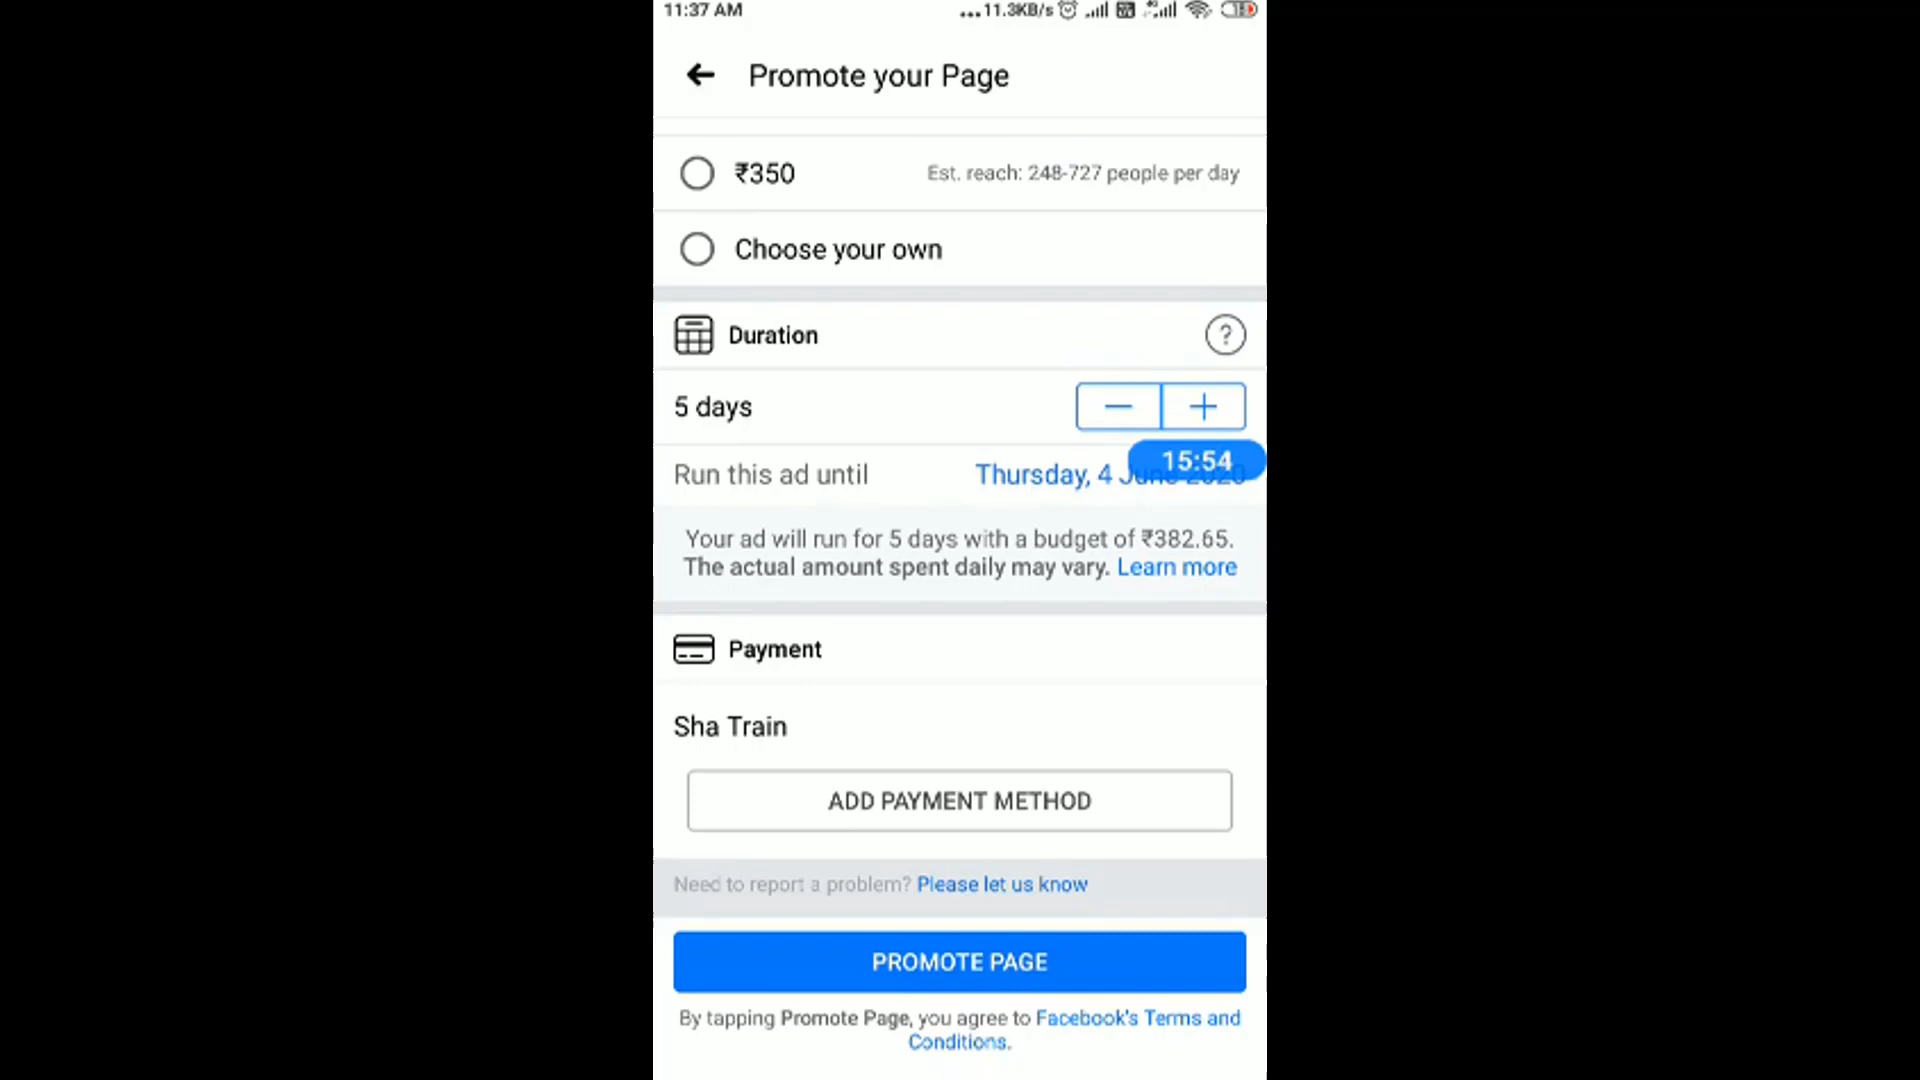 11:37 AM
...11.3KB/s
Promote your Page
₹350
Est. reach: 248-727 people per day
Choose your own
Duration
?
5 days
15:54
Run this ad until
Thursday, 4 June 2020
Your ad will run for 5 days with a budget of ₹382.65.
The actual amount spent daily may vary. Learn more
Payment
Sha Train
ADD PAYMENT METHOD
Need to report a problem? Please let us know
PROMOTE PAGE
By tapping Promote Page, you agree to Facebook's Terms and
Conditions.